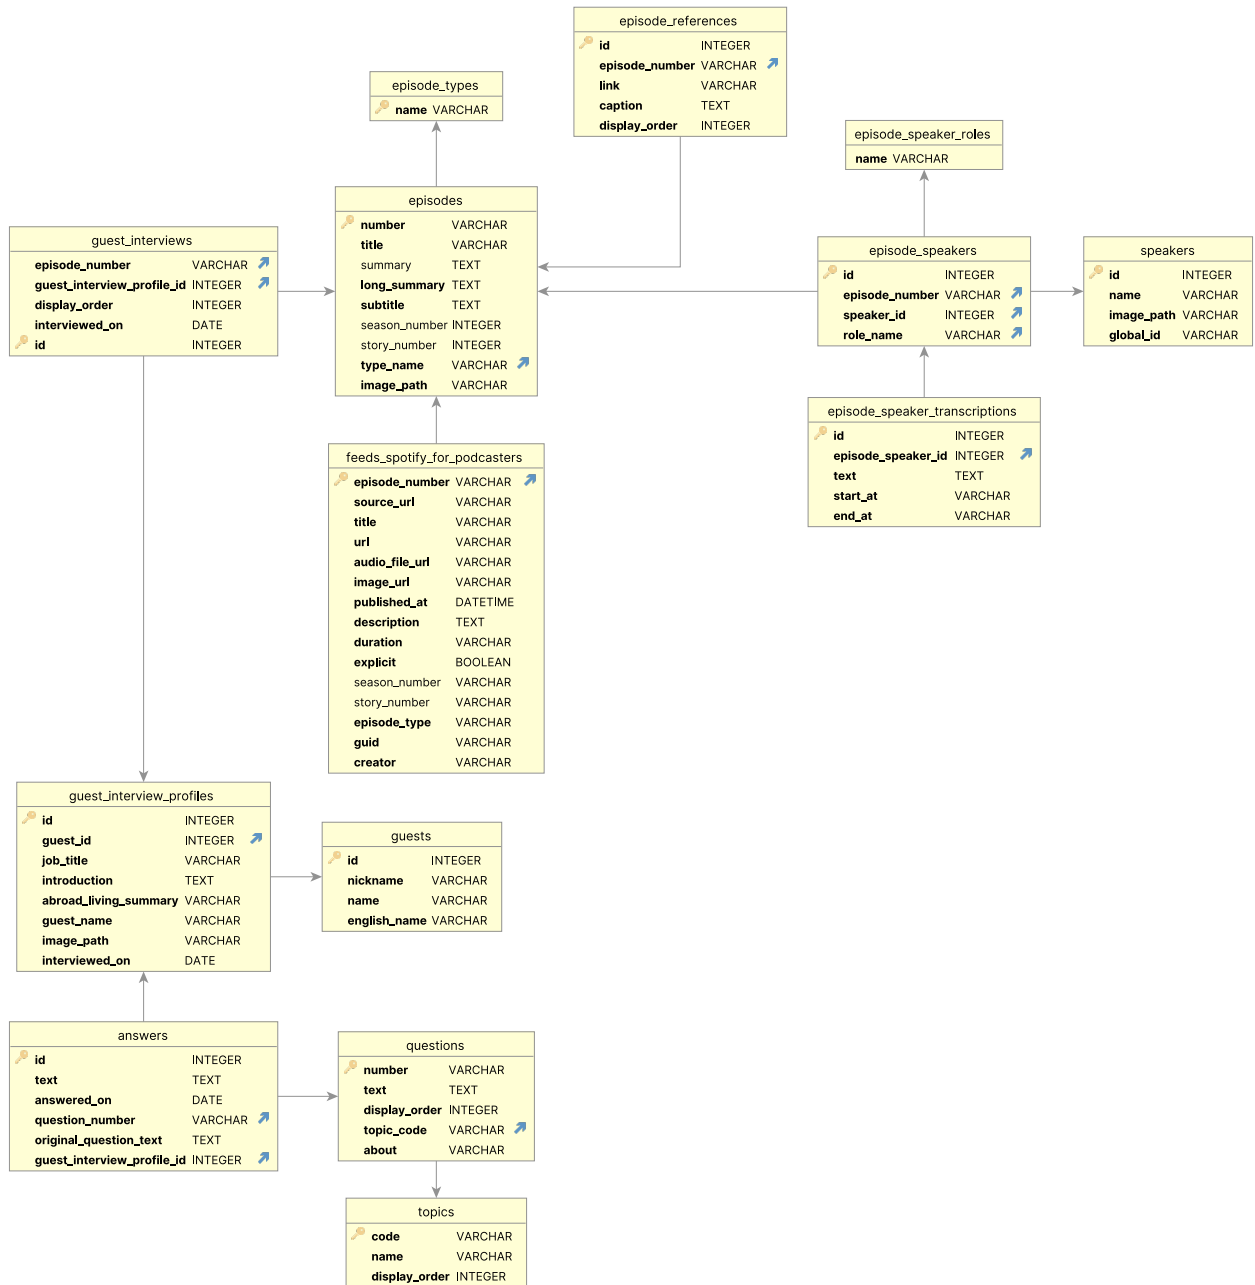 episode_references
id INTEGER
episode_number VARCHAR
link VARCHAR
caption TEXT
display_order INTEGER
episode_types
name VARCHAR
episode_speaker_roles
name VARCHAR
episodes
number VARCHAR
title VARCHAR
summary TEXT
long_summary TEXT
subtitle TEXT
season_number INTEGER
story_number INTEGER
type_name VARCHAR
image_path VARCHAR
guest_interviews
episode_number VARCHAR
guest_interview_profile_id INTEGER
display_order INTEGER
interviewed_on DATE
id INTEGER
episode_speakers
id INTEGER
episode_number VARCHAR
speaker_id INTEGER
role_name VARCHAR
speakers
id INTEGER
name VARCHAR
image_path VARCHAR
global_id VARCHAR
episode_speaker_transcriptions
id INTEGER
episode_speaker_id INTEGER
text TEXT
start_at VARCHAR
end_at VARCHAR
feeds_spotify_for_podcasters
episode_number VARCHAR
source_url VARCHAR
title VARCHAR
url VARCHAR
audio_file_url VARCHAR
image_url VARCHAR
published_at DATETIME
description TEXT
duration VARCHAR
explicit BOOLEAN
season_number VARCHAR
story_number VARCHAR
episode_type VARCHAR
guid VARCHAR
creator VARCHAR
guest_interview_profiles
id INTEGER
guest_id INTEGER
job_title VARCHAR
introduction TEXT
abroad_living_summary VARCHAR
guest_name VARCHAR
image_path VARCHAR
interviewed_on DATE
guests
id INTEGER
nickname VARCHAR
name VARCHAR
english_name VARCHAR
answers
id INTEGER
text TEXT
answered_on DATE
question_number VARCHAR
original_question_text TEXT
guest_interview_profile_id INTEGER
questions
number VARCHAR
text TEXT
display_order INTEGER
topic_code VARCHAR
about VARCHAR
topics
code VARCHAR
name VARCHAR
display_order INTEGER